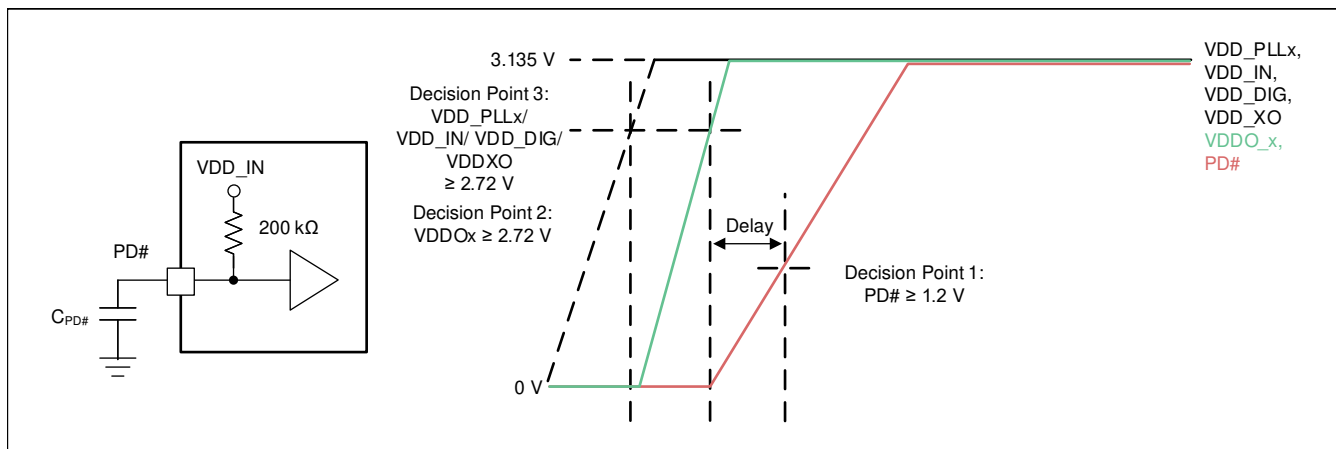 VDD_IN
200 kΩ
PD#
CPD#
3.135 V
Decision Point 3:
VDD_PLLx/
VDD_IN/ VDD_DIG/
VDDXO
≥ 2.72 V
Decision Point 2:
VDDOx ≥ 2.72 V
0 V
Delay
Decision Point 1:
PD# ≥ 1.2 V
VDD_PLLx,
VDD_IN,
VDD_DIG,
VDD_XO
VDDO_x,
PD#